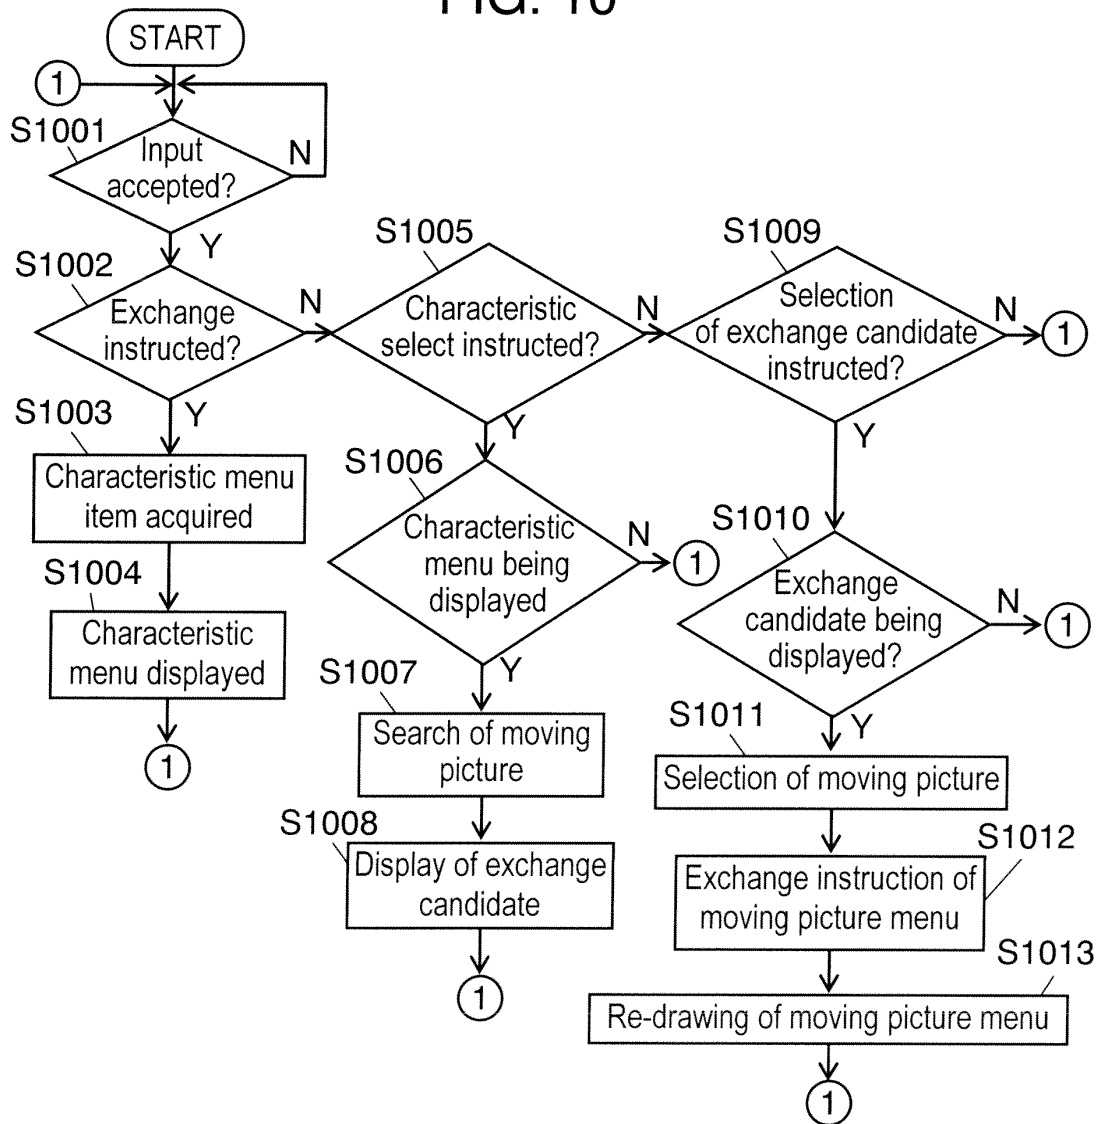 FIG. 10
START
1
S1001
Input
accepted?
N
Y
S1002
Exchange
instructed?
N
Y
S1003
Characteristic menu
item acquired
S1004
Characteristic
menu displayed
1
S1005
Characteristic
select instructed?
N
Y
S1006
Characteristic
menu being
displayed
N
1
Y
S1007
Search of moving
picture
S1008
Display of exchange
candidate
1
S1009
Selection
of exchange candidate
instructed?
N
1
Y
S1010
Exchange
candidate being
displayed?
N
1
Y
S1011
Selection of moving picture
S1012
Exchange instruction of
moving picture menu
S1013
Re-drawing of moving picture menu
1